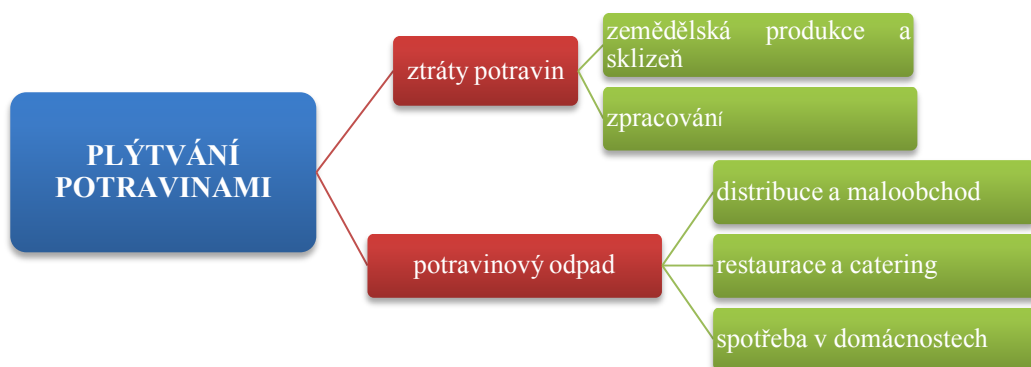 PLÝTVÁNÍ
POTRAVINAMI
ztráty potravin
zemědělská produkce a
sklizeň
zpracování
potravinový odpad
distribuce a maloobchod
restaurace a catering
spotřeba v domácnostech